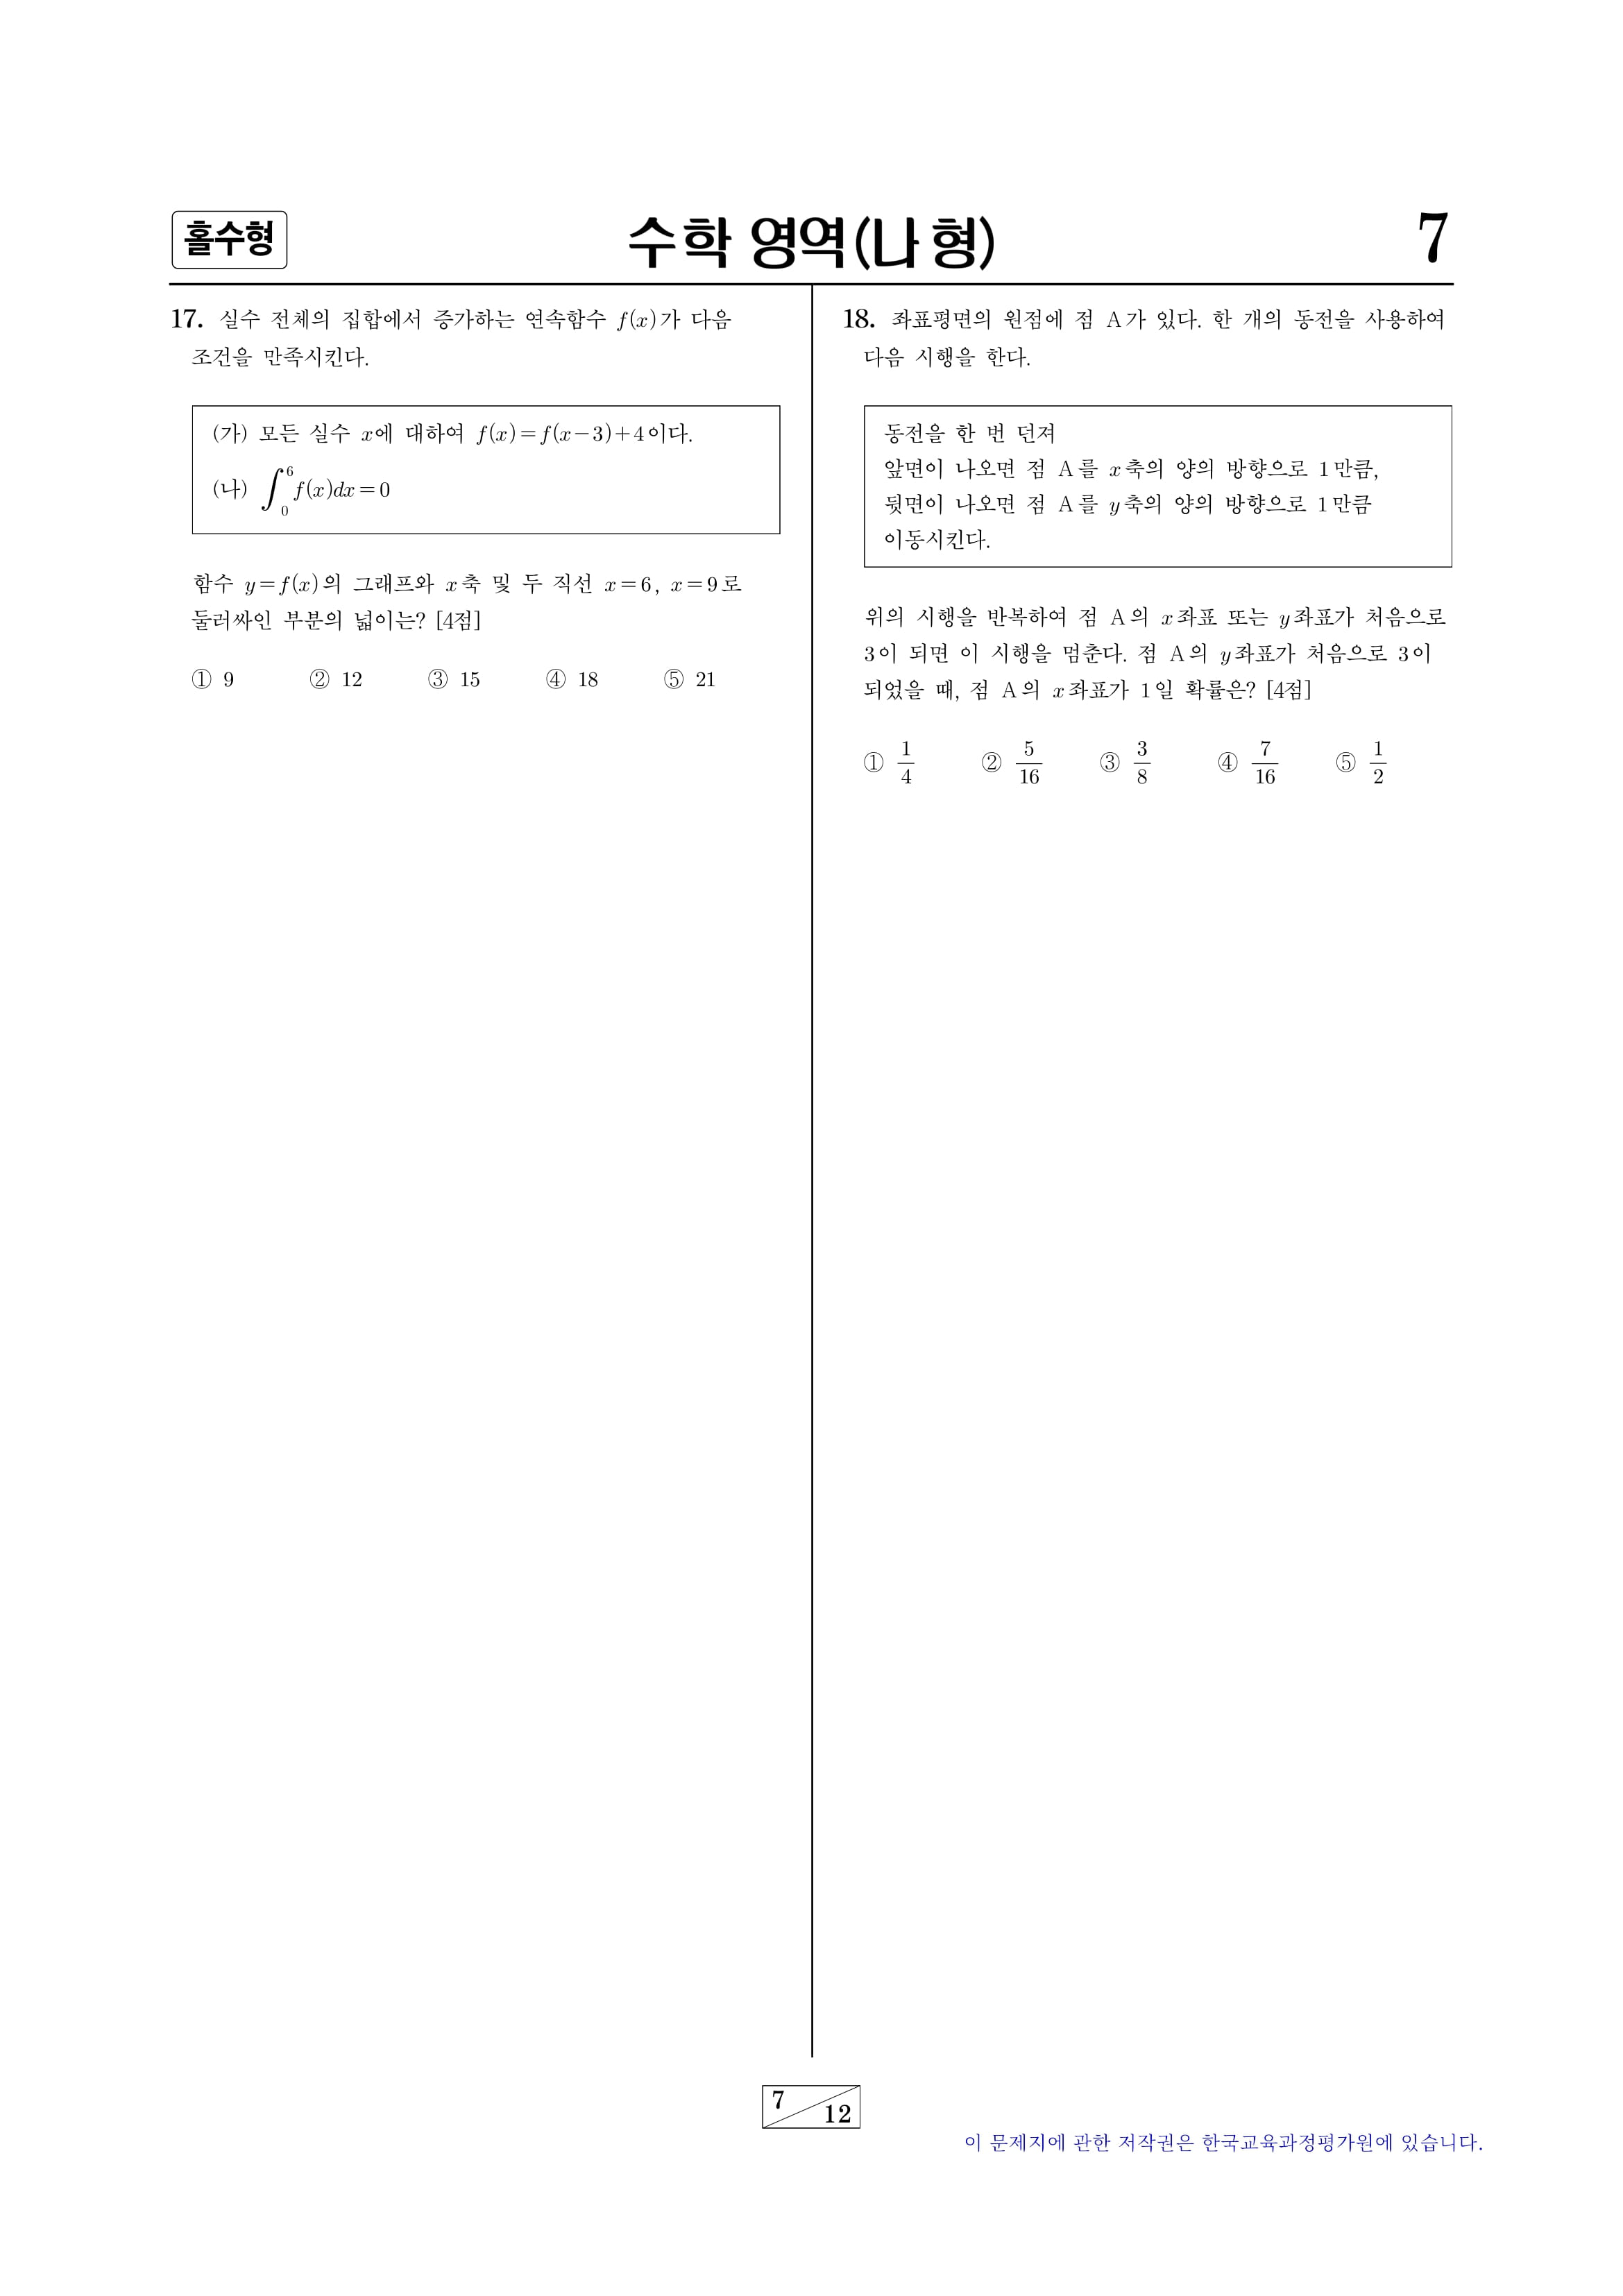 홀수형
수학 영역(나 형)
7
17. 실수 전체의 집합에서 증가하는 연속함수 f(x)가 다음
조건을 만족시킨다.
(가) 모든 실수 x에 대하여 f(x)=f(x-3)+4이다.
(나) ∫_0^6 f(x)dx=0
함수 y=f(x)의 그래프와 x축 및 두 직선 x=6, x=9로
둘러싸인 부분의 넓이는? [4점]
① 9 ② 12 ③ 15 ④ 18 ⑤ 21
18. 좌표평면의 원점에 점 A가 있다. 한 개의 동전을 사용하여
다음 시행을 한다.
동전을 한 번 던져
앞면이 나오면 점 A를 x축의 양의 방향으로 1만큼,
뒷면이 나오면 점 A를 y축의 양의 방향으로 1만큼
이동시킨다.
위의 시행을 반복하여 점 A의 x좌표 또는 y좌표가 처음으로
3이 되면 이 시행을 멈춘다. 점 A의 y좌표가 처음으로 3이
되었을 때, 점 A의 x좌표가 1일 확률은? [4점]
① 1/4 ② 5/16 ③ 3/8 ④ 7/16 ⑤ 1/2
7 12
이 문제지에 관한 저작권은 한국교육과정평가원에 있습니다.